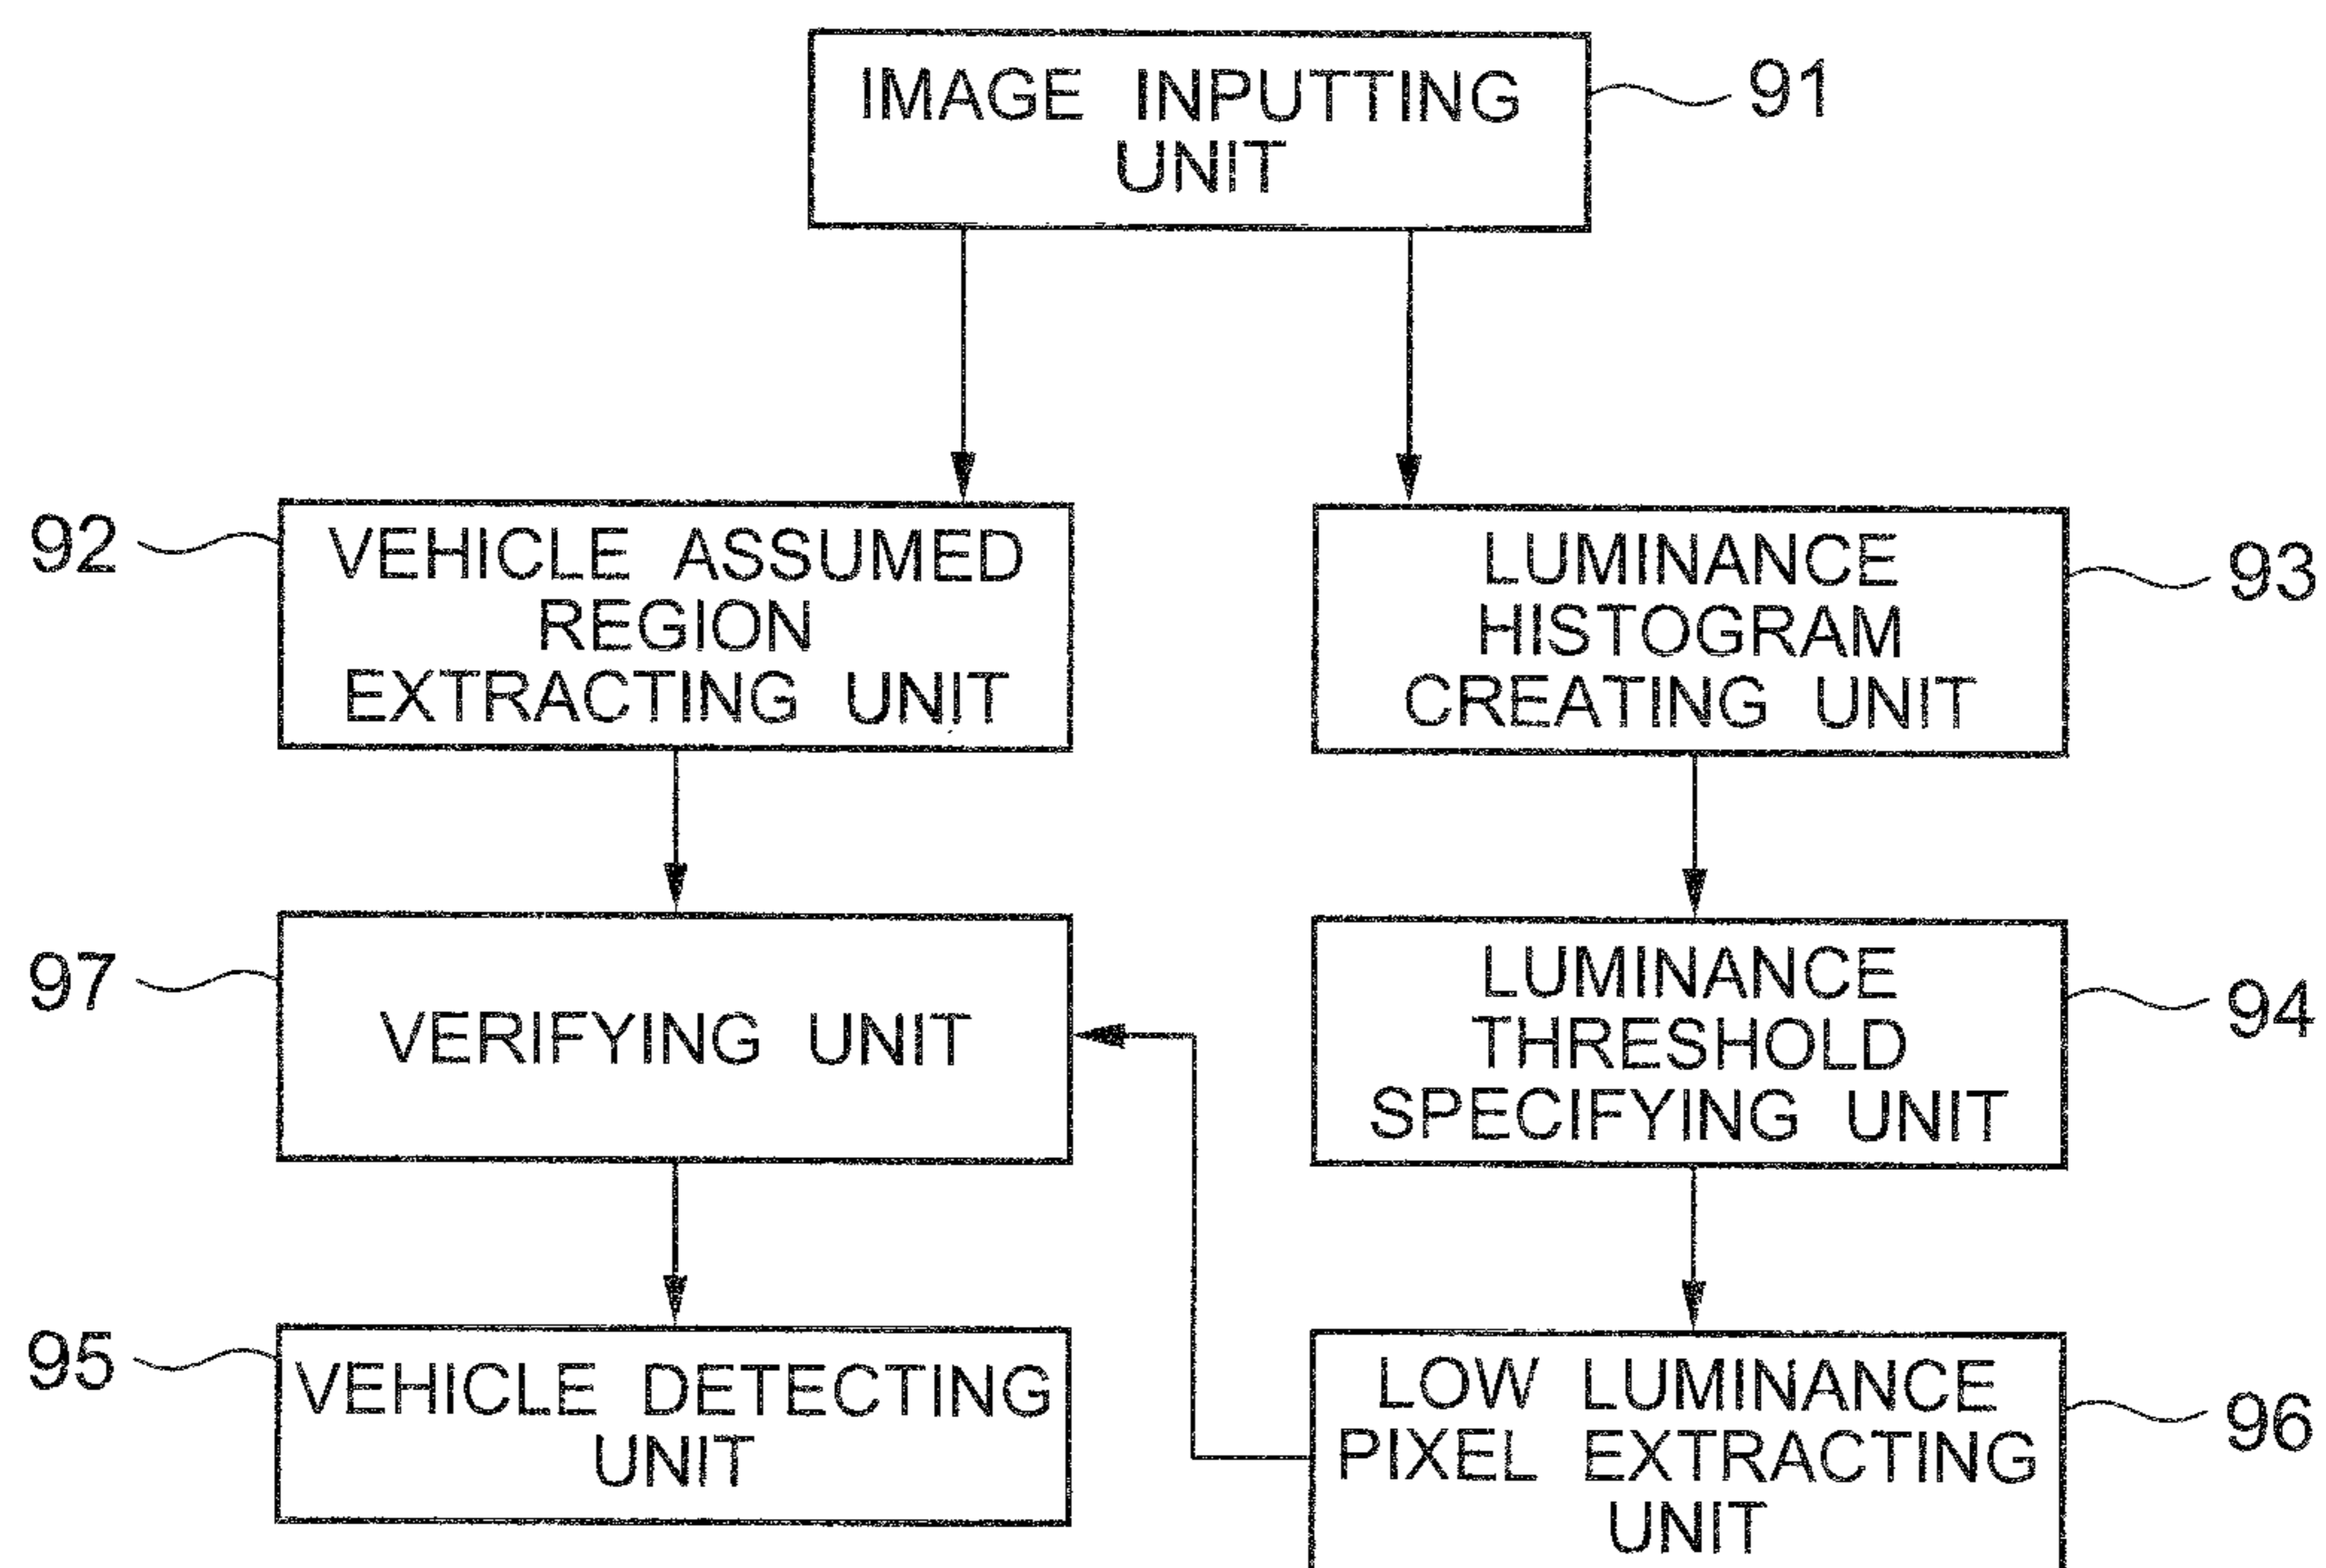 IMAGE INPUTTING
UNIT
91
92
VEHICLE ASSUMED
REGION
EXTRACTING UNIT
LUMINANCE
HISTOGRAM
CREATING UNIT
93
97
VERIFYING UNIT
LUMINANCE
THRESHOLD
SPECIFYING UNIT
94
95
VEHICLE DETECTING
UNIT
LOW LUMINANCE
PIXEL EXTRACTING
UNIT
96